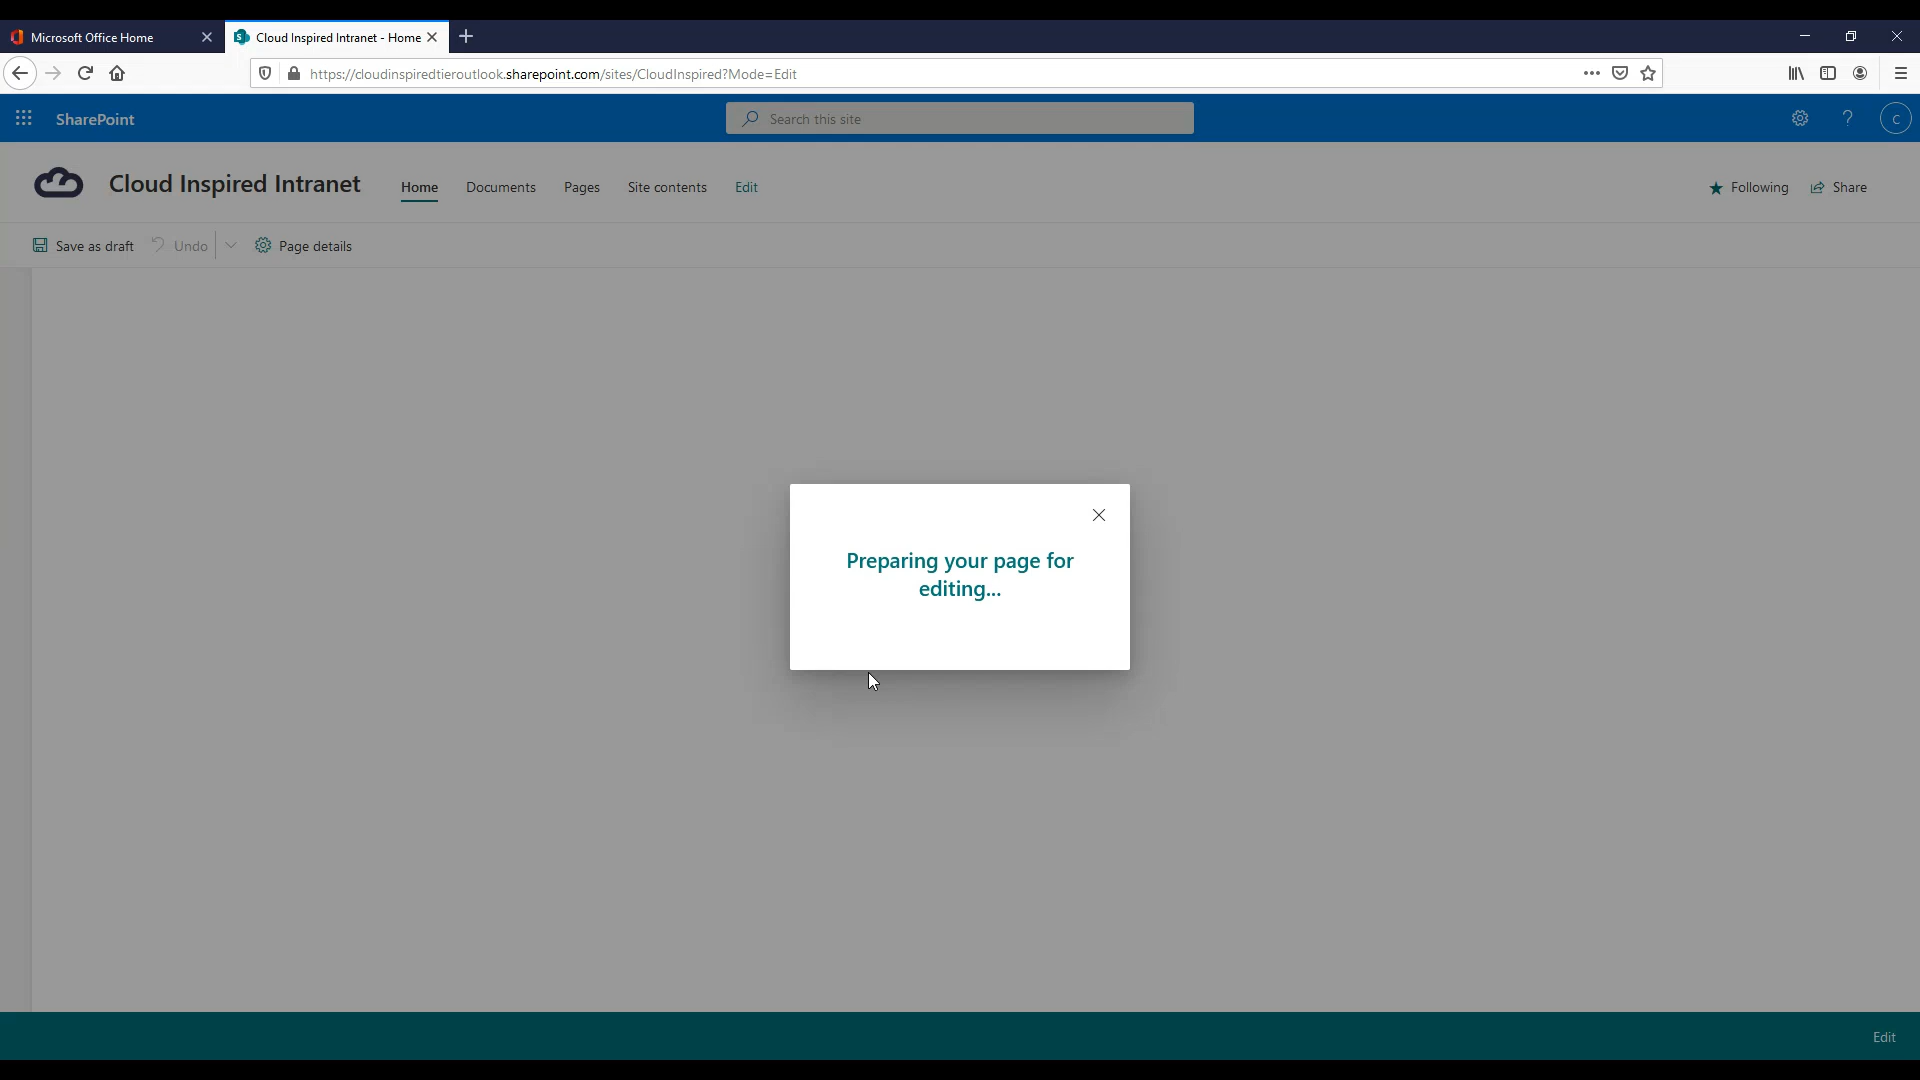 Microsoft Office Home
Cloud Inspired Intranet - Home
https://cloudinspiredtieroutlook.sharepoint.com/sites/CloudInspired?Mode=Edit
SharePoint
Search this site
?
C
Cloud Inspired Intranet
Home
Documents
Pages
Site contents
Edit
Following
Share
Save as draft
Undo
Page details
Preparing your page for
editing...
Edit